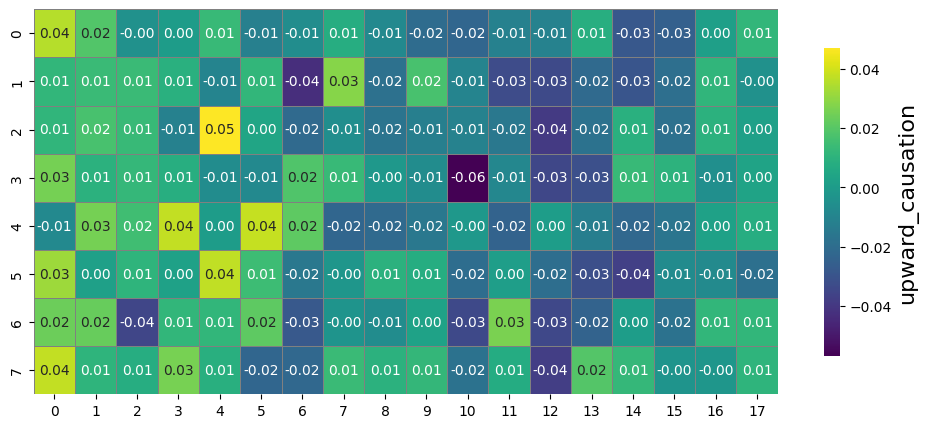 0 0.04 0.02 -0.00 0.00 0.01 -0.01 -0.01 0.01 -0.01 -0.02 -0.02 -0.01 -0.01 0.01 -0.03 -0.03 0.00 0.01
1 0.01 0.01 0.01 0.01 -0.01 0.01 -0.04 0.03 -0.02 0.02 -0.01 -0.03 -0.03 -0.02 -0.03 -0.02 0.01 -0.00
2 0.01 0.02 0.01 -0.01 0.05 0.00 -0.02 -0.01 -0.02 -0.01 -0.01 -0.02 -0.04 -0.02 0.01 -0.02 0.01 0.00
3 0.03 0.01 0.01 0.01 -0.01 -0.01 0.02 0.01 -0.00 -0.01 -0.06 -0.01 -0.03 -0.03 0.01 0.01 -0.01 0.00
4 -0.01 0.03 0.02 0.04 0.00 0.04 0.02 -0.02 -0.02 -0.02 -0.00 -0.02 0.00 -0.01 -0.02 -0.02 0.00 0.01
5 0.03 0.00 0.01 0.00 0.04 0.01 -0.02 -0.00 0.01 0.01 -0.02 0.00 -0.02 -0.03 -0.04 -0.01 -0.01 -0.02
6 0.02 0.02 -0.04 0.01 0.01 0.02 -0.03 -0.00 -0.01 0.00 -0.03 0.03 -0.03 -0.02 0.00 -0.02 0.01 0.01
7 0.04 0.01 0.01 0.03 0.01 -0.02 -0.02 0.01 0.01 0.01 -0.02 0.01 -0.04 0.02 0.01 -0.00 -0.00 0.01
0 1 2 3 4 5 6 7 8 9 10 11 12 13 14 15 16 17
0.04
0.02
0.00
−0.02
−0.04
upward_causation